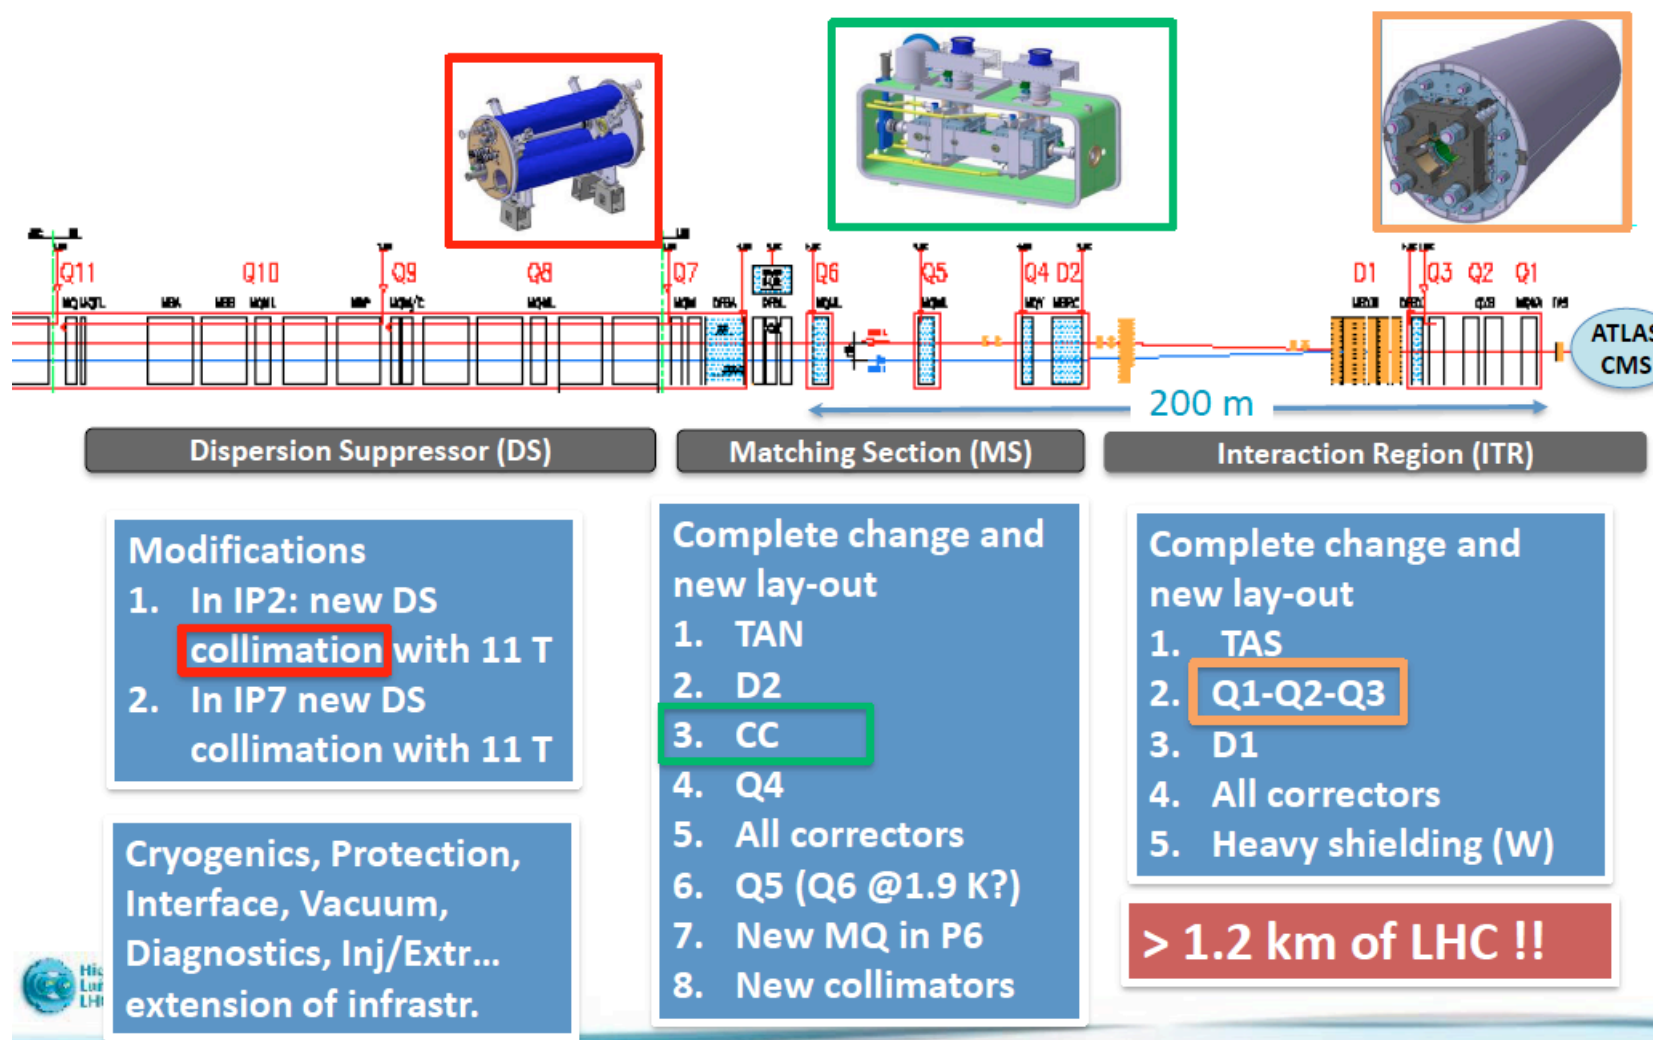 Q11 Q10 Q9 Q8 Q7 Q6 Q5 Q4 D2 D1 Q3 Q2 Q1
TAS
ATLAS
CMS
200 m
Dispersion Suppressor (DS)
Matching Section (MS)
Interaction Region (ITR)
Modifications
1. In IP2: new DS
collimation with 11 T
2. In IP7 new DS
collimation with 11 T
Cryogenics, Protection,
Interface, Vacuum,
Diagnostics, Inj/Extr...
extension of infrastr.
Complete change and
new lay-out
1. TAN
2. D2
3. CC
4. Q4
5. All correctors
6. Q5 (Q6 @1.9 K?)
7. New MQ in P6
8. New collimators
Complete change and
new lay-out
1. TAS
2. Q1-Q2-Q3
3. D1
4. All correctors
5. Heavy shielding (W)
> 1.2 km of LHC !!